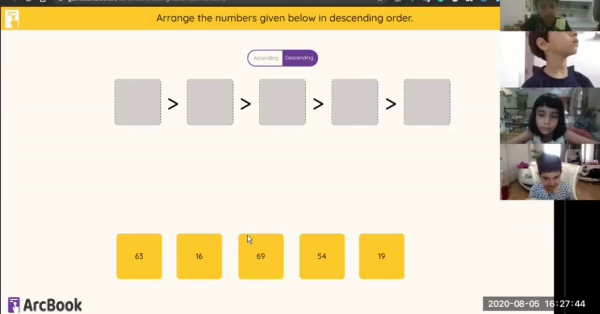 Arrange the numbers given below in descending order.
Ascending Descending
> > > >
63 16 69 54 19
ArcBook
2020-08-05 16:27:44